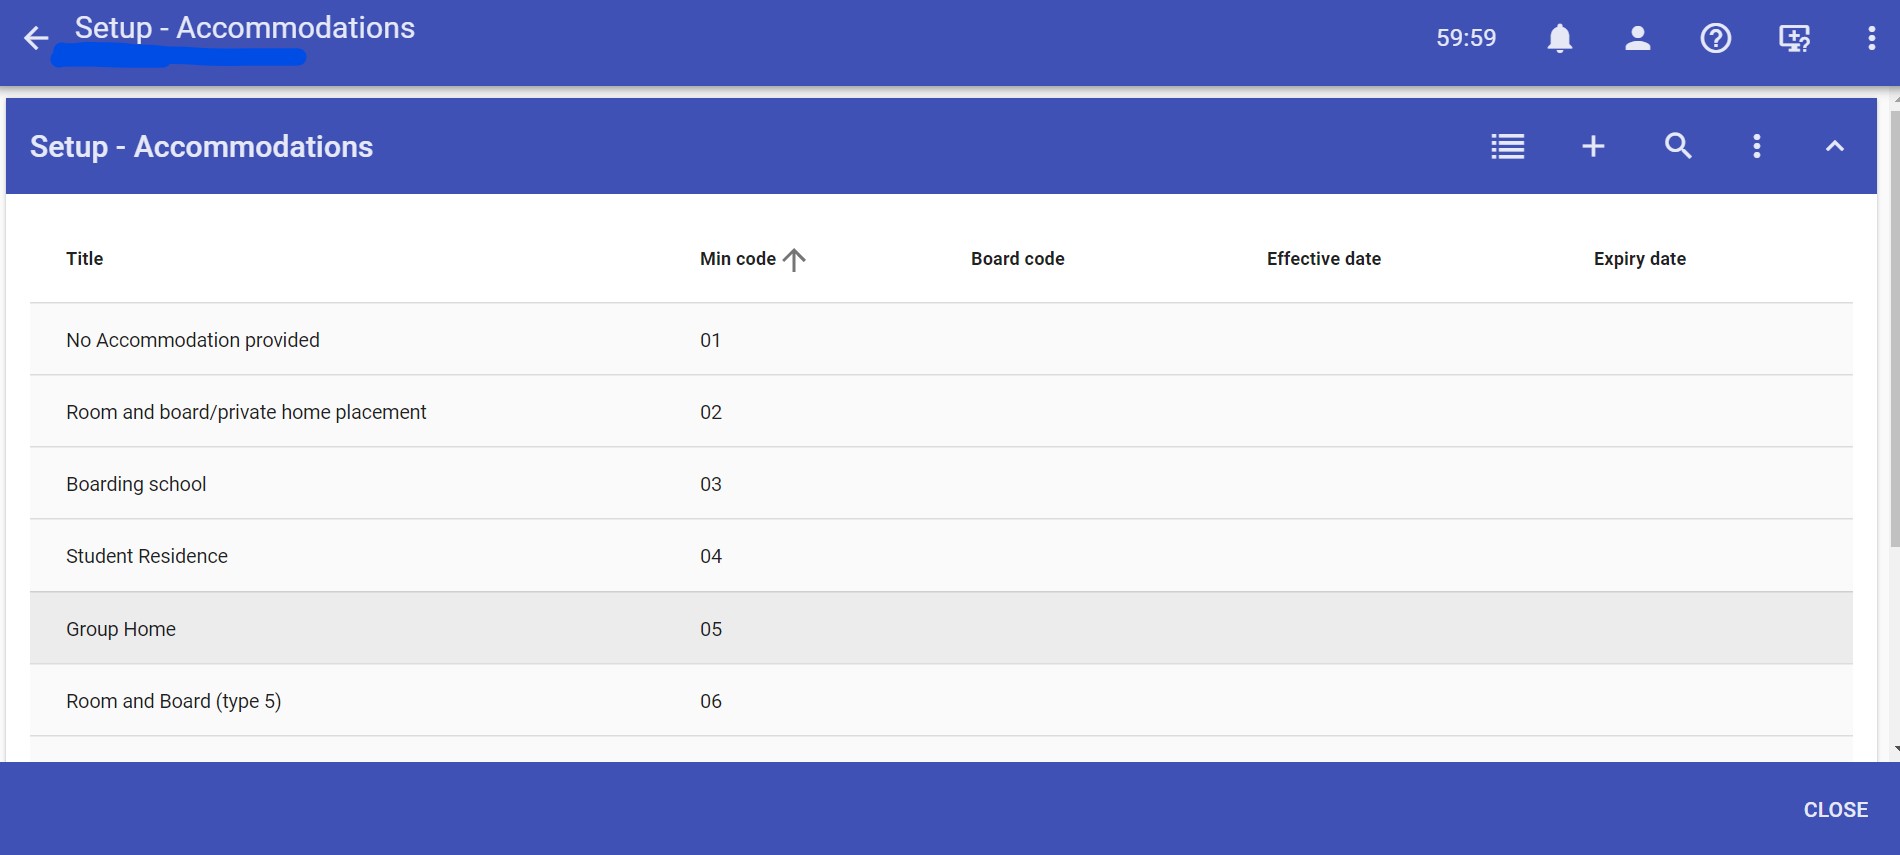 Setup - Accommodations
59:59
Setup - Accommodations
Title Min code Board code Effective date Expiry date
No Accommodation provided 01
Room and board/private home placement 02
Boarding school 03
Student Residence 04
Group Home 05
Room and Board (type 5) 06
CLOSE